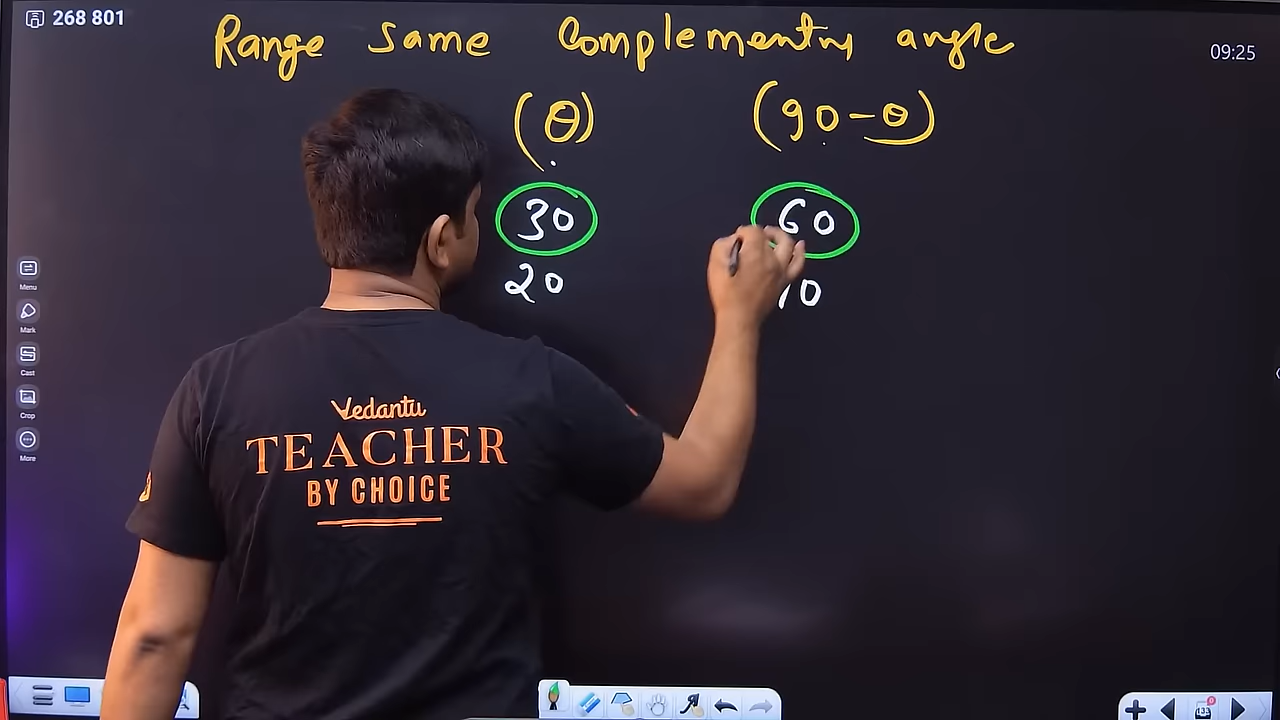 268 801
Range same Complementry angle
09:25
(θ) (90-θ)
30 60
20
Menu
Mark
Cast
Crop
More
Vedantu
TEACHER
BY CHOICE